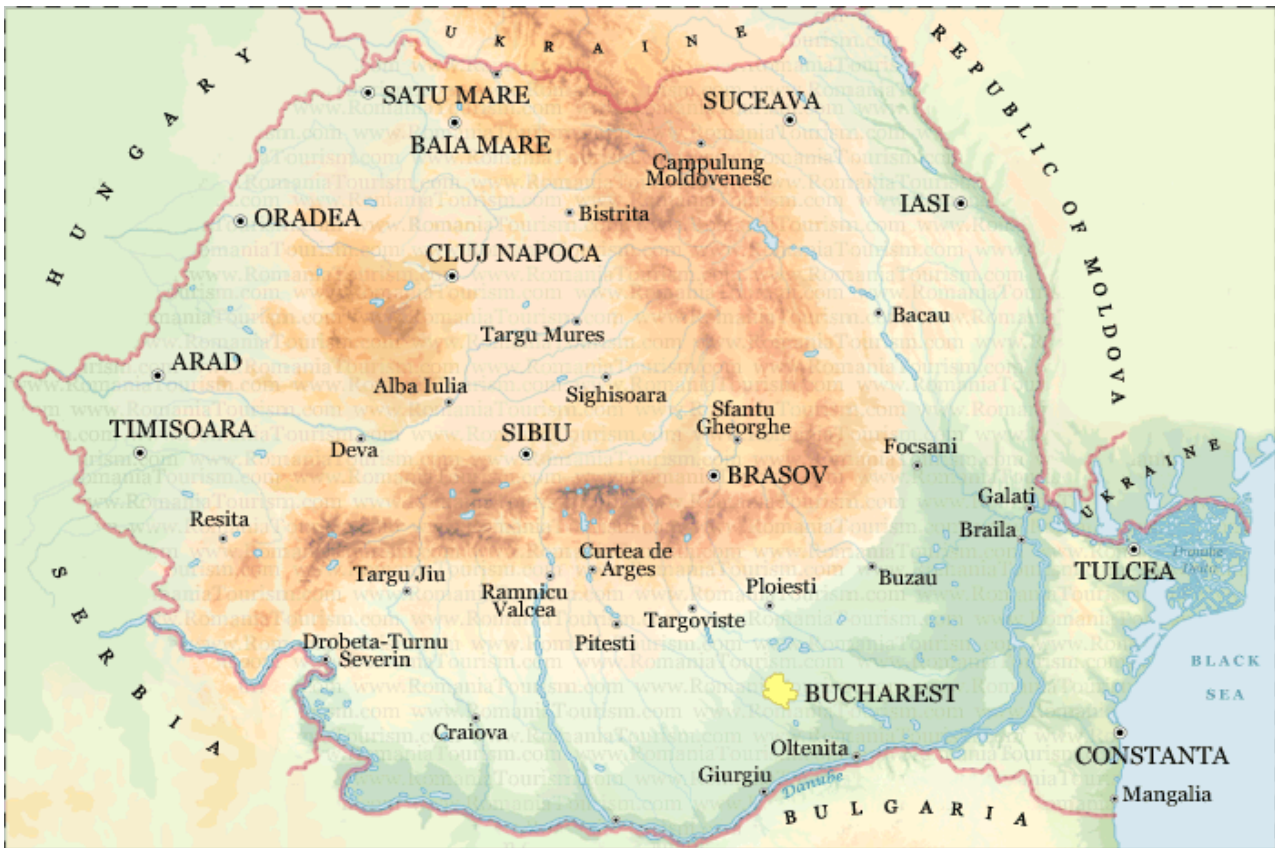 UKRAINE
HUNGARY
REPUBLIC OF MOLDOVA
SATU MARE
SUCEAVA
BAIA MARE
Campulung
Moldovenesc
IASI
ORADEA
Bistrita
CLUJ NAPOCA
Bacau
Targu Mures
ARAD
Alba Iulia
Sighisoara
Sfantu
Gheorghe
TIMISOARA
SIBIU
Deva
Focsani
BRASOV
UKRAINE
Galati
Resita
Braila
Curtea de
Arges
Danube
Delta
TULCEA
Targu Jiu
Ramnicu
Valcea
Ploiesti
Buzau
Targoviste
Pitesti
SERBIA
Drobeta-Turnu
Severin
BLACK
SEA
BUCHAREST
Craiova
Oltenita
CONSTANTA
Giurgiu
Danube
Mangalia
BULGARIA
www.RomaniaTourism.com